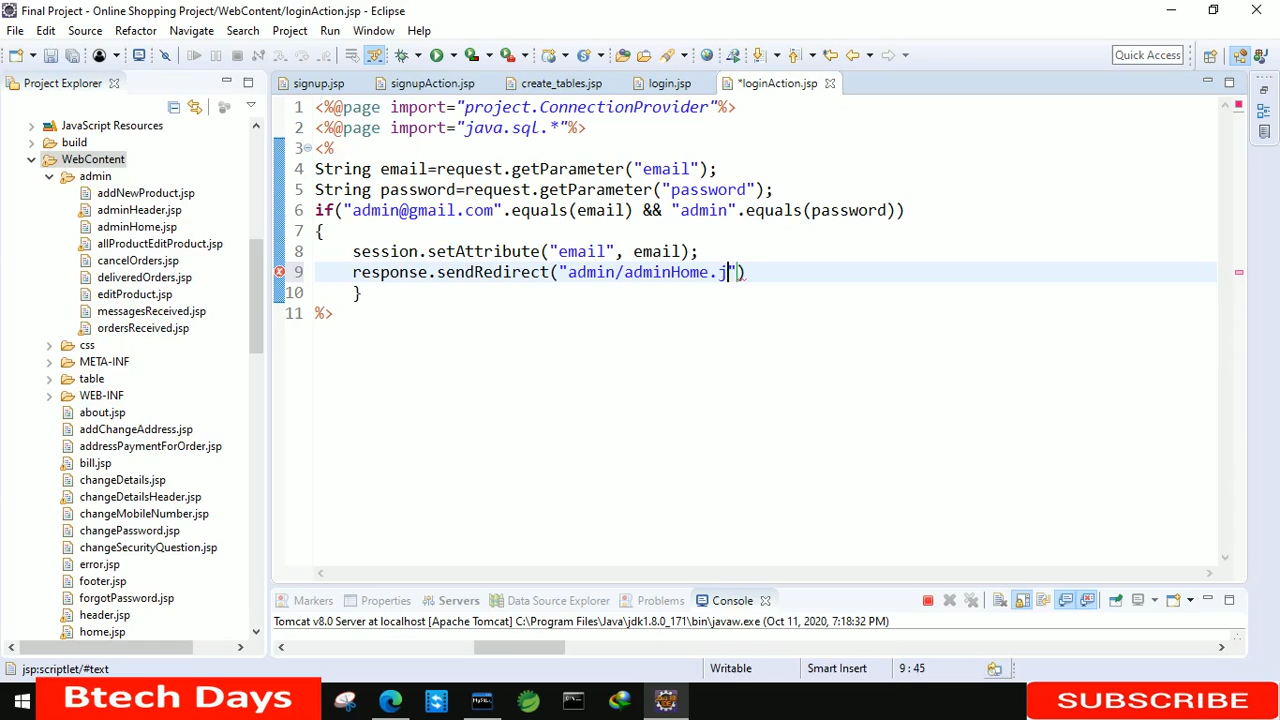 Final Project - Online Shopping Project/WebContent/loginAction.jsp - Eclipse
File Edit Source Refactor Navigate Search Project Run Window Help
Quick Access
Project Explorer
signup.jsp signupAction.jsp create_tables.jsp login.jsp *loginAction.jsp
JavaScript Resources
build
WebContent
admin
addNewProduct.jsp
adminHeader.jsp
adminHome.jsp
allProductEditProduct.jsp
cancelOrders.jsp
deliveredOrders.jsp
editProduct.jsp
messagesReceived.jsp
ordersReceived.jsp
css
META-INF
table
WEB-INF
about.jsp
addChangeAddress.jsp
addressPaymentForOrder.jsp
bill.jsp
changeDetails.jsp
changeDetailsHeader.jsp
changeMobileNumber.jsp
changePassword.jsp
changeSecurityQuestion.jsp
error.jsp
footer.jsp
forgotPassword.jsp
header.jsp
home.jsp
1 <%@page import="project.ConnectionProvider"%>
2 <%@page import="java.sql.*"%>
3 <%
4 String email=request.getParameter("email");
5 String password=request.getParameter("password");
6 if("admin@gmail.com".equals(email) && "admin".equals(password))
7 {
8 session.setAttribute("email", email);
9 response.sendRedirect("admin/adminHome.j")
10 }
11 %>
Markers Properties Servers Data Source Explorer Problems Console
Tomcat v8.0 Server at localhost [Apache Tomcat] C:\Program Files\Java\jdk1.8.0_171\bin\javaw.exe (Oct 11, 2020, 7:18:32 PM)
jsp:scriptlet/#text Writable Smart Insert 9 : 45
Btech Days
SUBSCRIBE